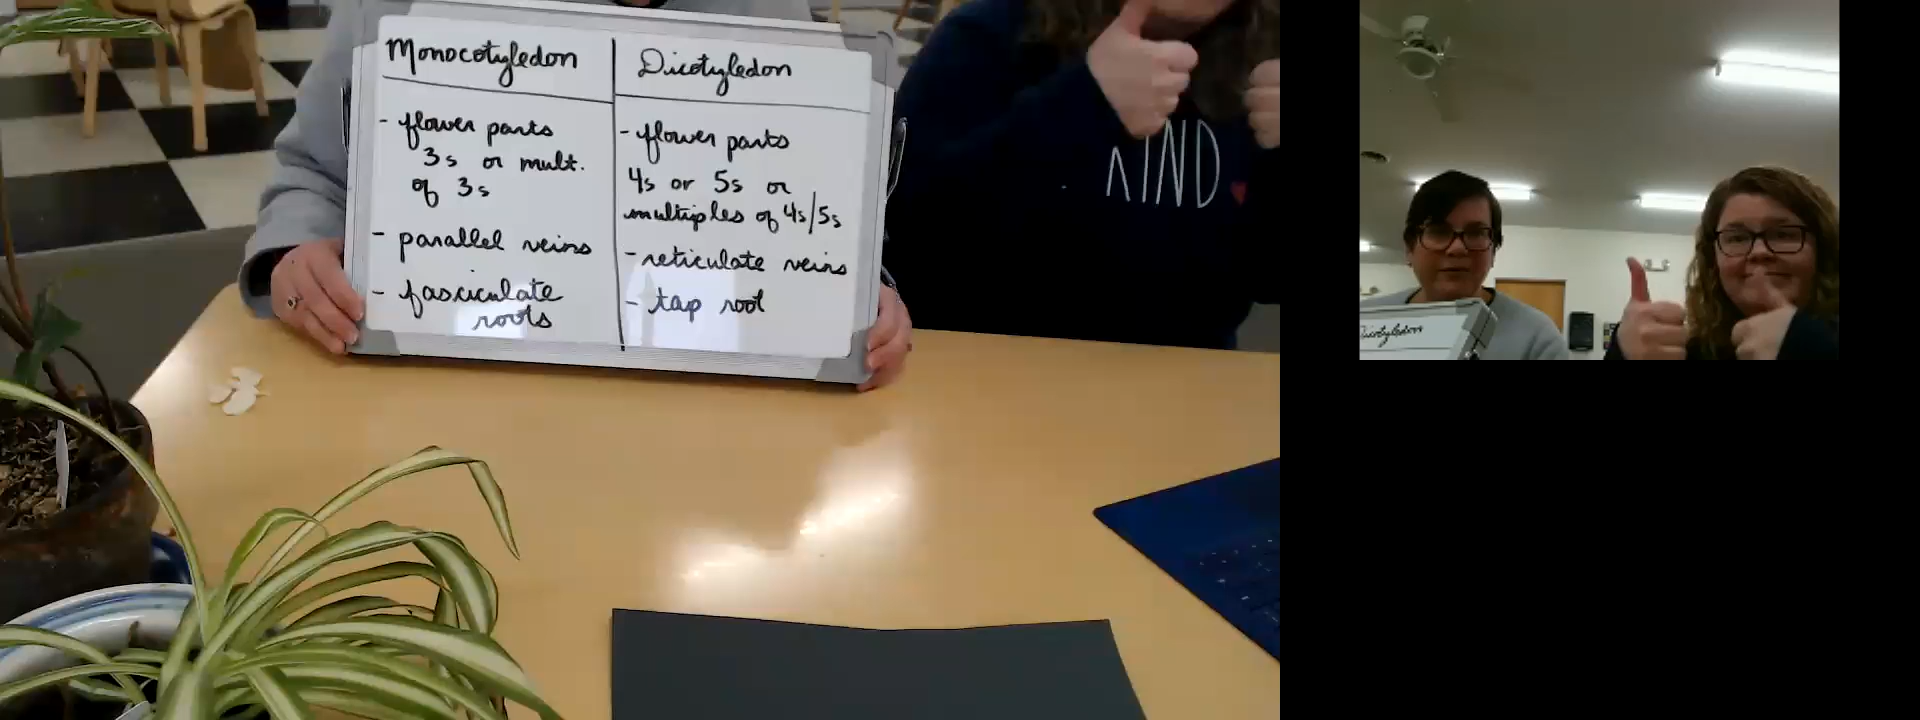 Monocotyledon
- flower parts
3s or mult.
of 3s
- parallel veins
- fasciculate
roots
Dicotyledon
- flower parts
4s or 5s or
multiples of 4s/5s
- reticulate veins
- tap root
KIND
Dicotyledon